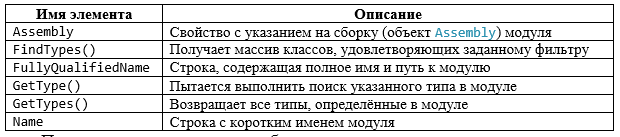 Имя элемента Описание
Assembly Свойство с указанием на сборку (объект Assembly) модуля
FindTypes() Получает массив классов, удовлетворяющих заданному фильтру
FullyQualifiedName Строка, содержащая полное имя и путь к модулю
GetType() Пытается выполнить поиск указанного типа в модуле
GetTypes() Возвращает все типы, определённые в модуле
Name Строка с коротким именем модуля